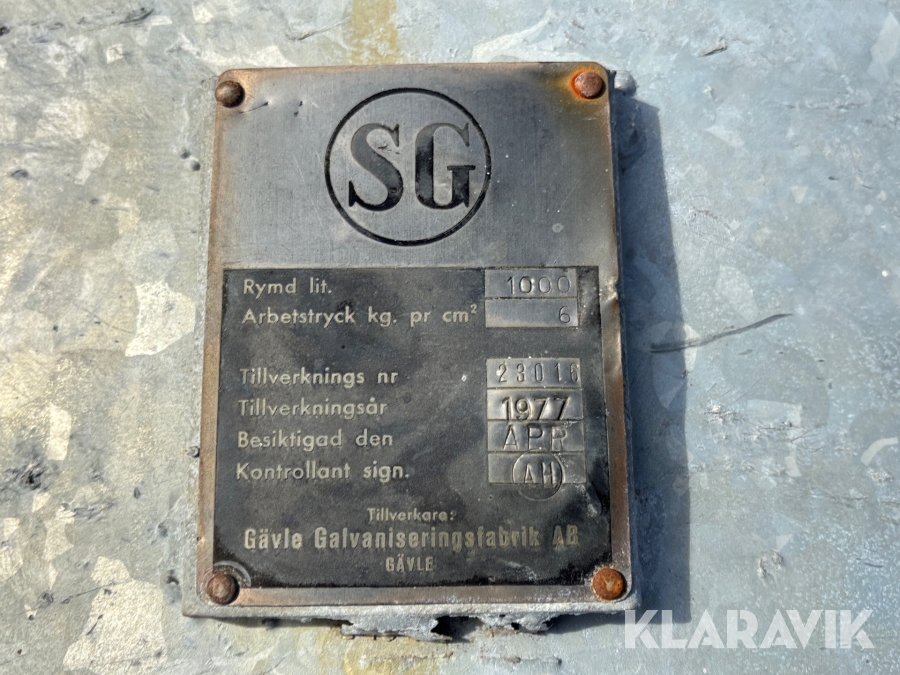 SG
Rymd lit. 1000
Arbetstryck kg. pr cm² 6
Tillverknings nr 23016
Tillverkningsår 1977
Besiktigad den APR
Kontrollant sign. AH
Tillverkare:
Gävle Galvaniseringsfabrik AB
GÄVLE
KLARAVIK